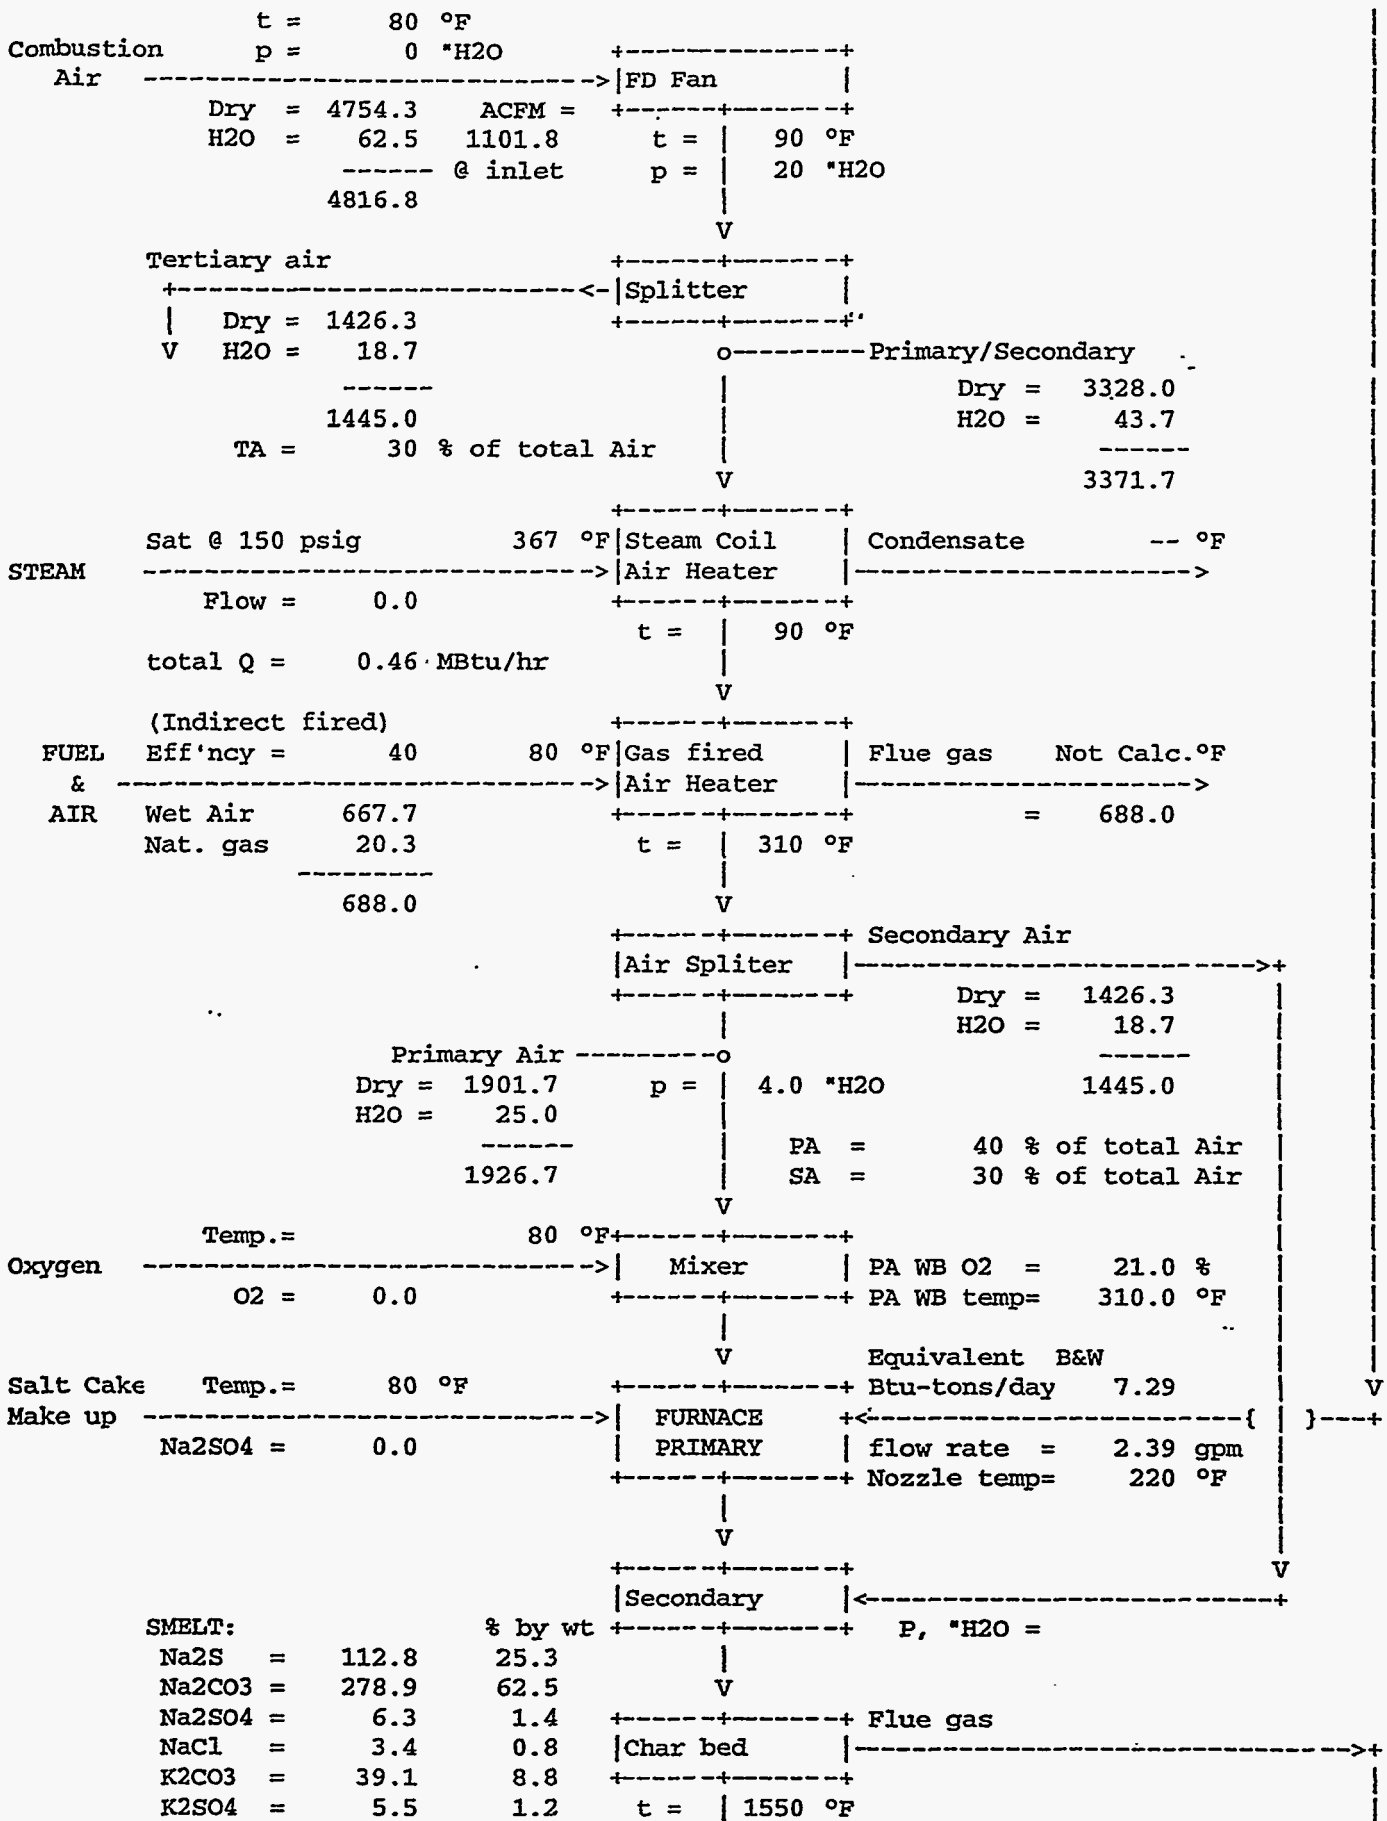 t = 80 °F
Combustion p = 0 "H2O +---------------+
Air ----------------------------->|FD Fan |
Dry = 4754.3 ACFM = +------+-------+
H2O = 62.5 1101.8 t = | 90 °F
------ @ inlet p = | 20 "H2O
4816.8 |
V
Tertiary air +------+-------+
+--------------------------<-|Splitter |
| Dry = 1426.3 +------+-------+
V H2O = 18.7 o---------Primary/Secondary
------ | Dry = 3328.0
1445.0 | H2O = 43.7
TA = 30 % of total Air | ------
V 3371.7
+------+-------+
Sat @ 150 psig 367 °F|Steam Coil | Condensate -- °F
STEAM ----------------------------->|Air Heater |---------------------->
Flow = 0.0 +------+-------+
t = | 90 °F
total Q = 0.46 MBtu/hr |
V
(Indirect fired) +------+-------+
FUEL Eff'ncy = 40 80 °F|Gas fired | Flue gas Not Calc.°F
& ------------------------------->|Air Heater |---------------------->
AIR Wet Air 667.7 +------+-------+ = 688.0
Nat. gas 20.3 t = | 310 °F
--------- |
688.0 V
+------+-------+ Secondary Air
|Air Spliter |--------------------------->+
+------+-------+ Dry = 1426.3 |
| H2O = 18.7 |
Primary Air ---------o ------ |
Dry = 1901.7 p = | 4.0 "H2O 1445.0 |
H2O = 25.0 |
------ | PA = 40 % of total Air |
1926.7 | SA = 30 % of total Air |
V
Temp.= 80 °F+------+-------+
Oxygen ----------------------------->| Mixer | PA WB O2 = 21.0 %
O2 = 0.0 +------+-------+ PA WB temp= 310.0 °F
|
V Equivalent B&W
Salt Cake Temp.= 80 °F +------+-------+ Btu-tons/day 7.29 V
Make up ----------------------------->| FURNACE +<-------------------------{ | }---+
Na2SO4 = 0.0 | PRIMARY | flow rate = 2.39 gpm
+------+-------+ Nozzle temp= 220 °F
|
V
+------+-------+ V
|Secondary |<---------------------------+
SMELT: % by wt +------+-------+ P, "H2O =
Na2S = 112.8 25.3 |
Na2CO3 = 278.9 62.5 V
Na2SO4 = 6.3 1.4 +------+-------+ Flue gas
NaCl = 3.4 0.8 |Char bed |--------------------------------->+
K2CO3 = 39.1 8.8 +------+-------+ |
K2SO4 = 5.5 1.2 t = | 1550 °F |